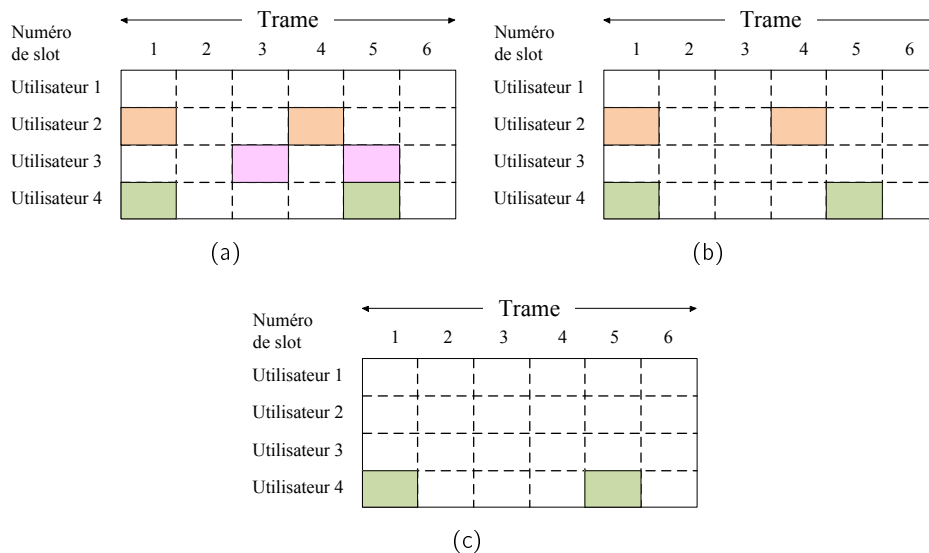 Trame
Numéro
de slot
1 2 3 4 5 6
Utilisateur 1
Utilisateur 2
Utilisateur 3
Utilisateur 4
(a)
Trame
Numéro
de slot
1 2 3 4 5 6
Utilisateur 1
Utilisateur 2
Utilisateur 3
Utilisateur 4
(b)
Trame
Numéro
de slot
1 2 3 4 5 6
Utilisateur 1
Utilisateur 2
Utilisateur 3
Utilisateur 4
(c)